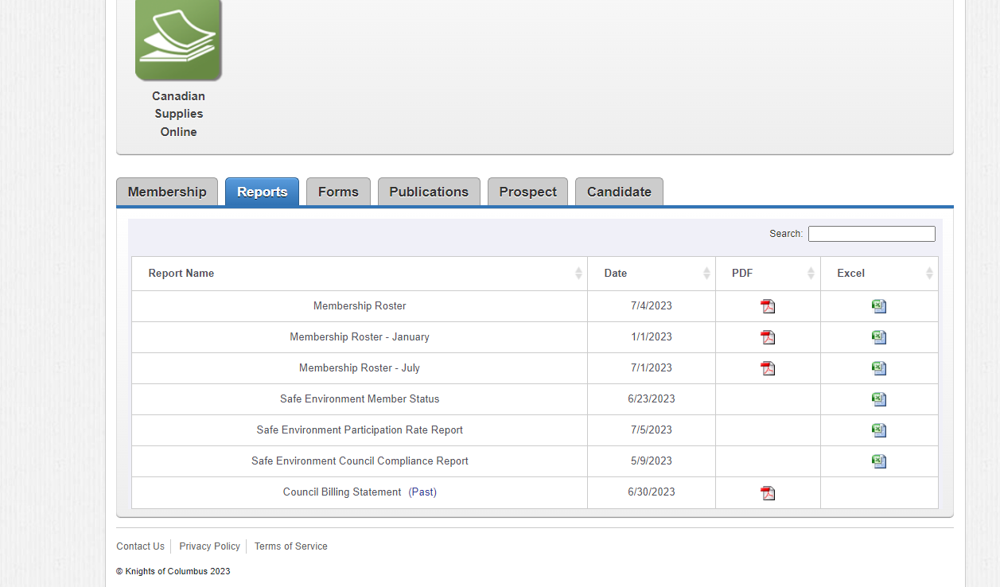 Canadian
Supplies
Online
Membership Reports Forms Publications Prospect Candidate
Search:
Report Name Date PDF Excel
Membership Roster 7/4/2023
Membership Roster - January 1/1/2023
Membership Roster - July 7/1/2023
Safe Environment Member Status 6/23/2023
Safe Environment Participation Rate Report 7/5/2023
Safe Environment Council Compliance Report 5/9/2023
Council Billing Statement (Past) 6/30/2023
Contact Us Privacy Policy Terms of Service
© Knights of Columbus 2023